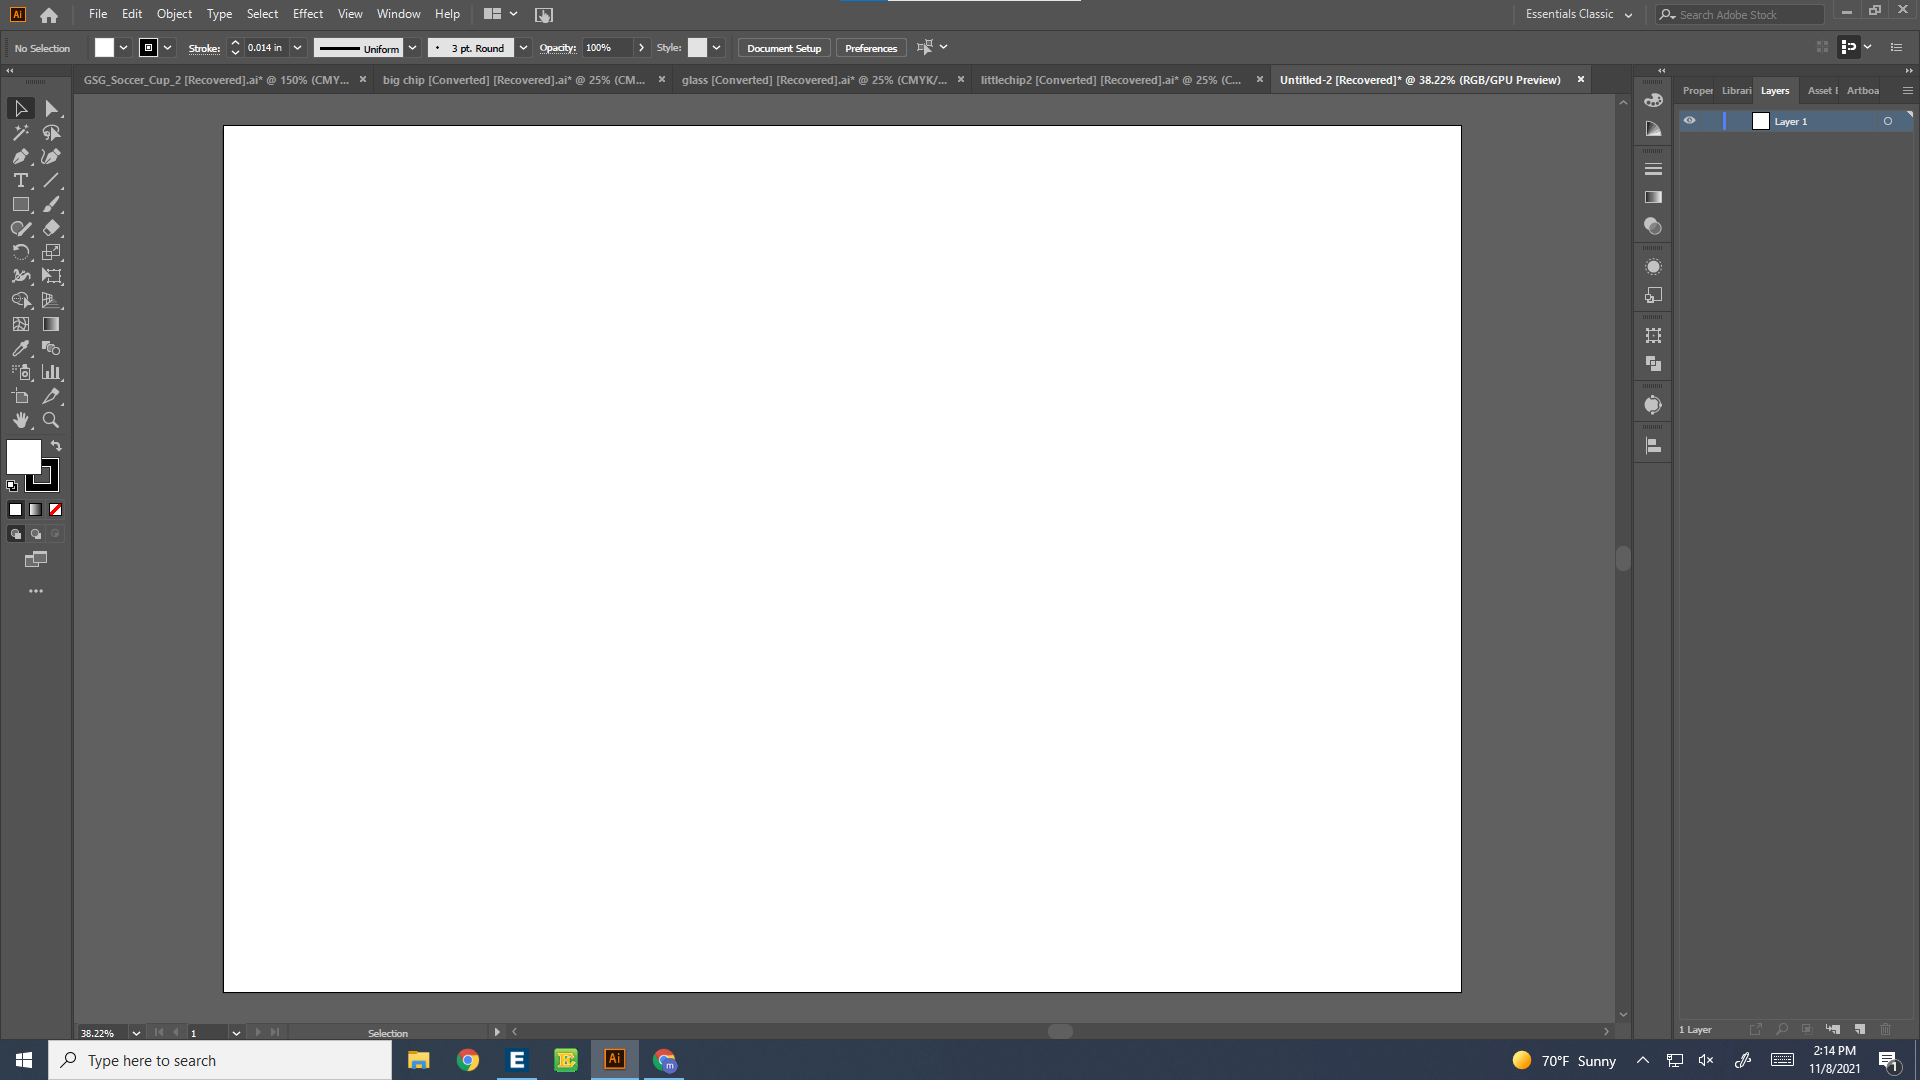 Ai File Edit Object Type Select Effect View Window Help Essentials Classic Search Adobe Stock
No Selection Stroke: 0.014 in Uniform 3 pt. Round Opacity: 100% Style: Document Setup Preferences
GSG_Soccer_Cup_2 [Recovered].ai* @ 150% (CMY... big chip [Converted] [Recovered].ai* @ 25% (CM... glass [Converted] [Recovered].ai* @ 25% (CMYK/... littlechip2 [Converted] [Recovered].ai* @ 25% (C... Untitled-2 [Recovered]* @ 38.22% (RGB/GPU Preview)
Proper Librari Layers Asset E Artboa
Layer 1
38.22% 1 Selection 1 Layer
Type here to search E E Ai m 70°F Sunny 2:14 PM
11/8/2021 1